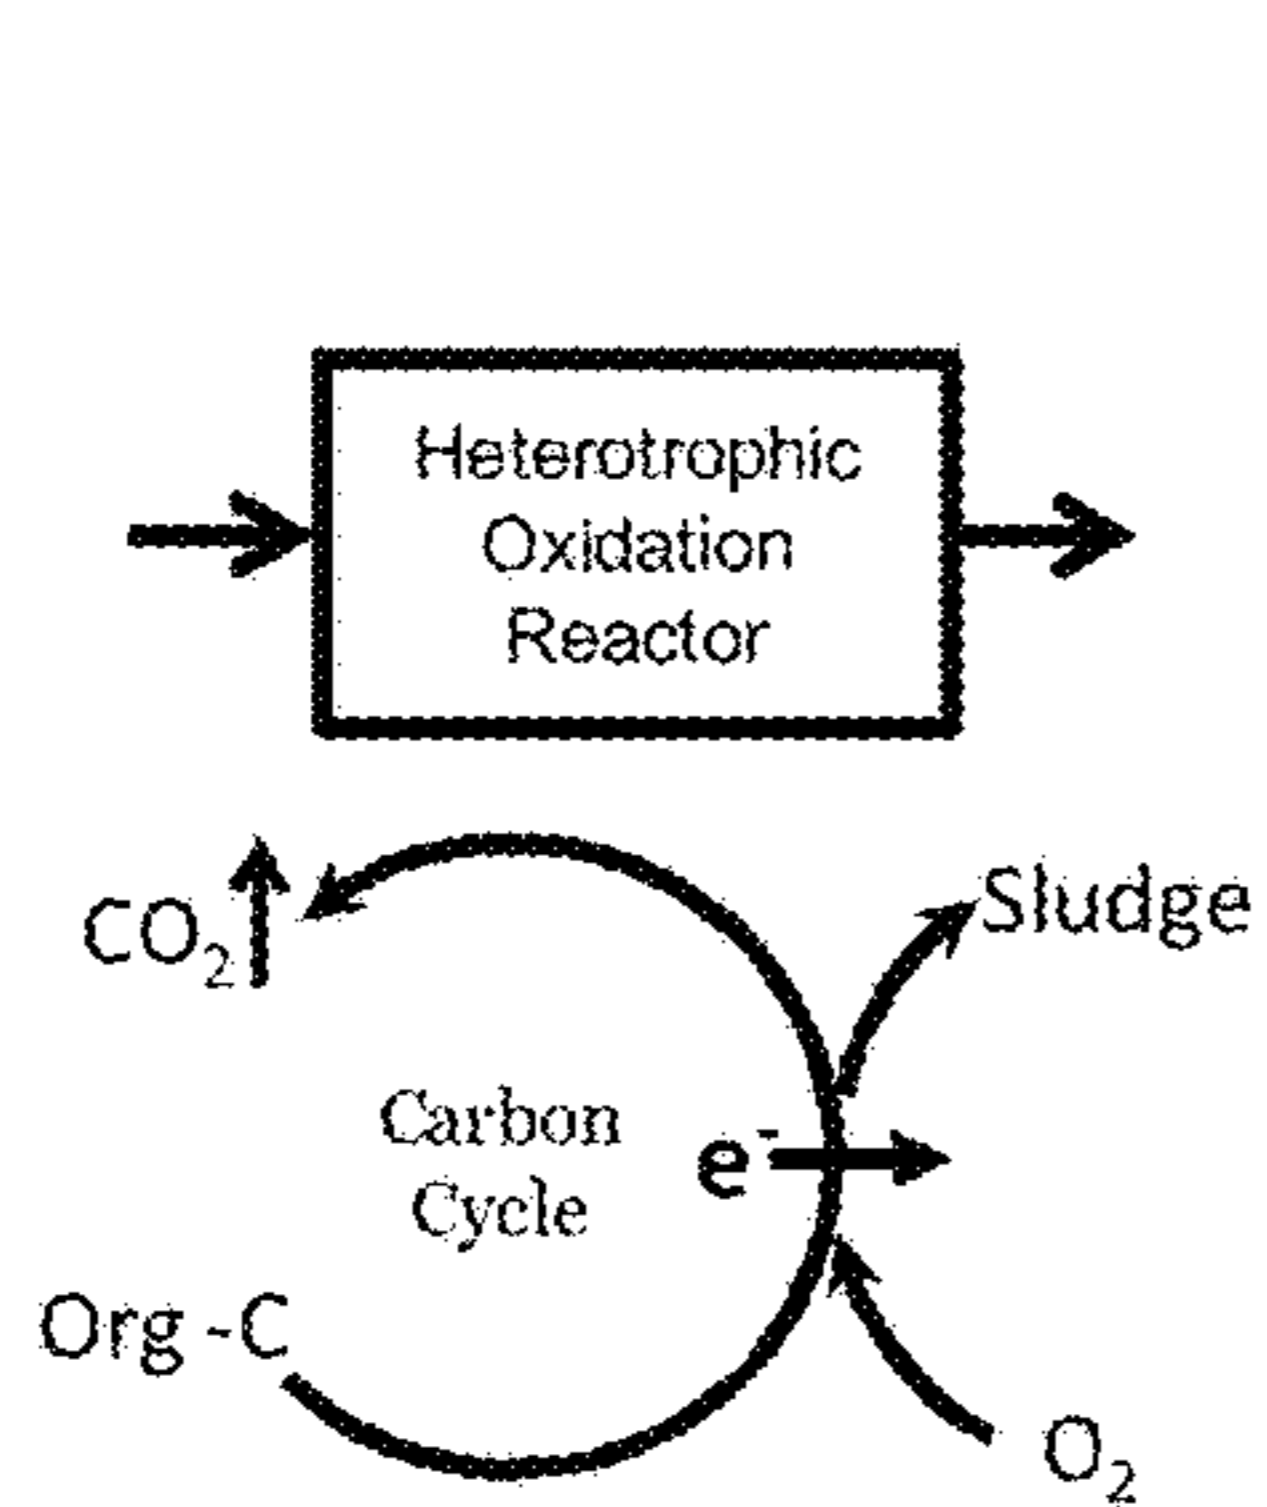 Heterotrophic
Oxidation
Reactor
CO₂
Sludge
Carbon
Cycle
e⁻
Org -C
O₂